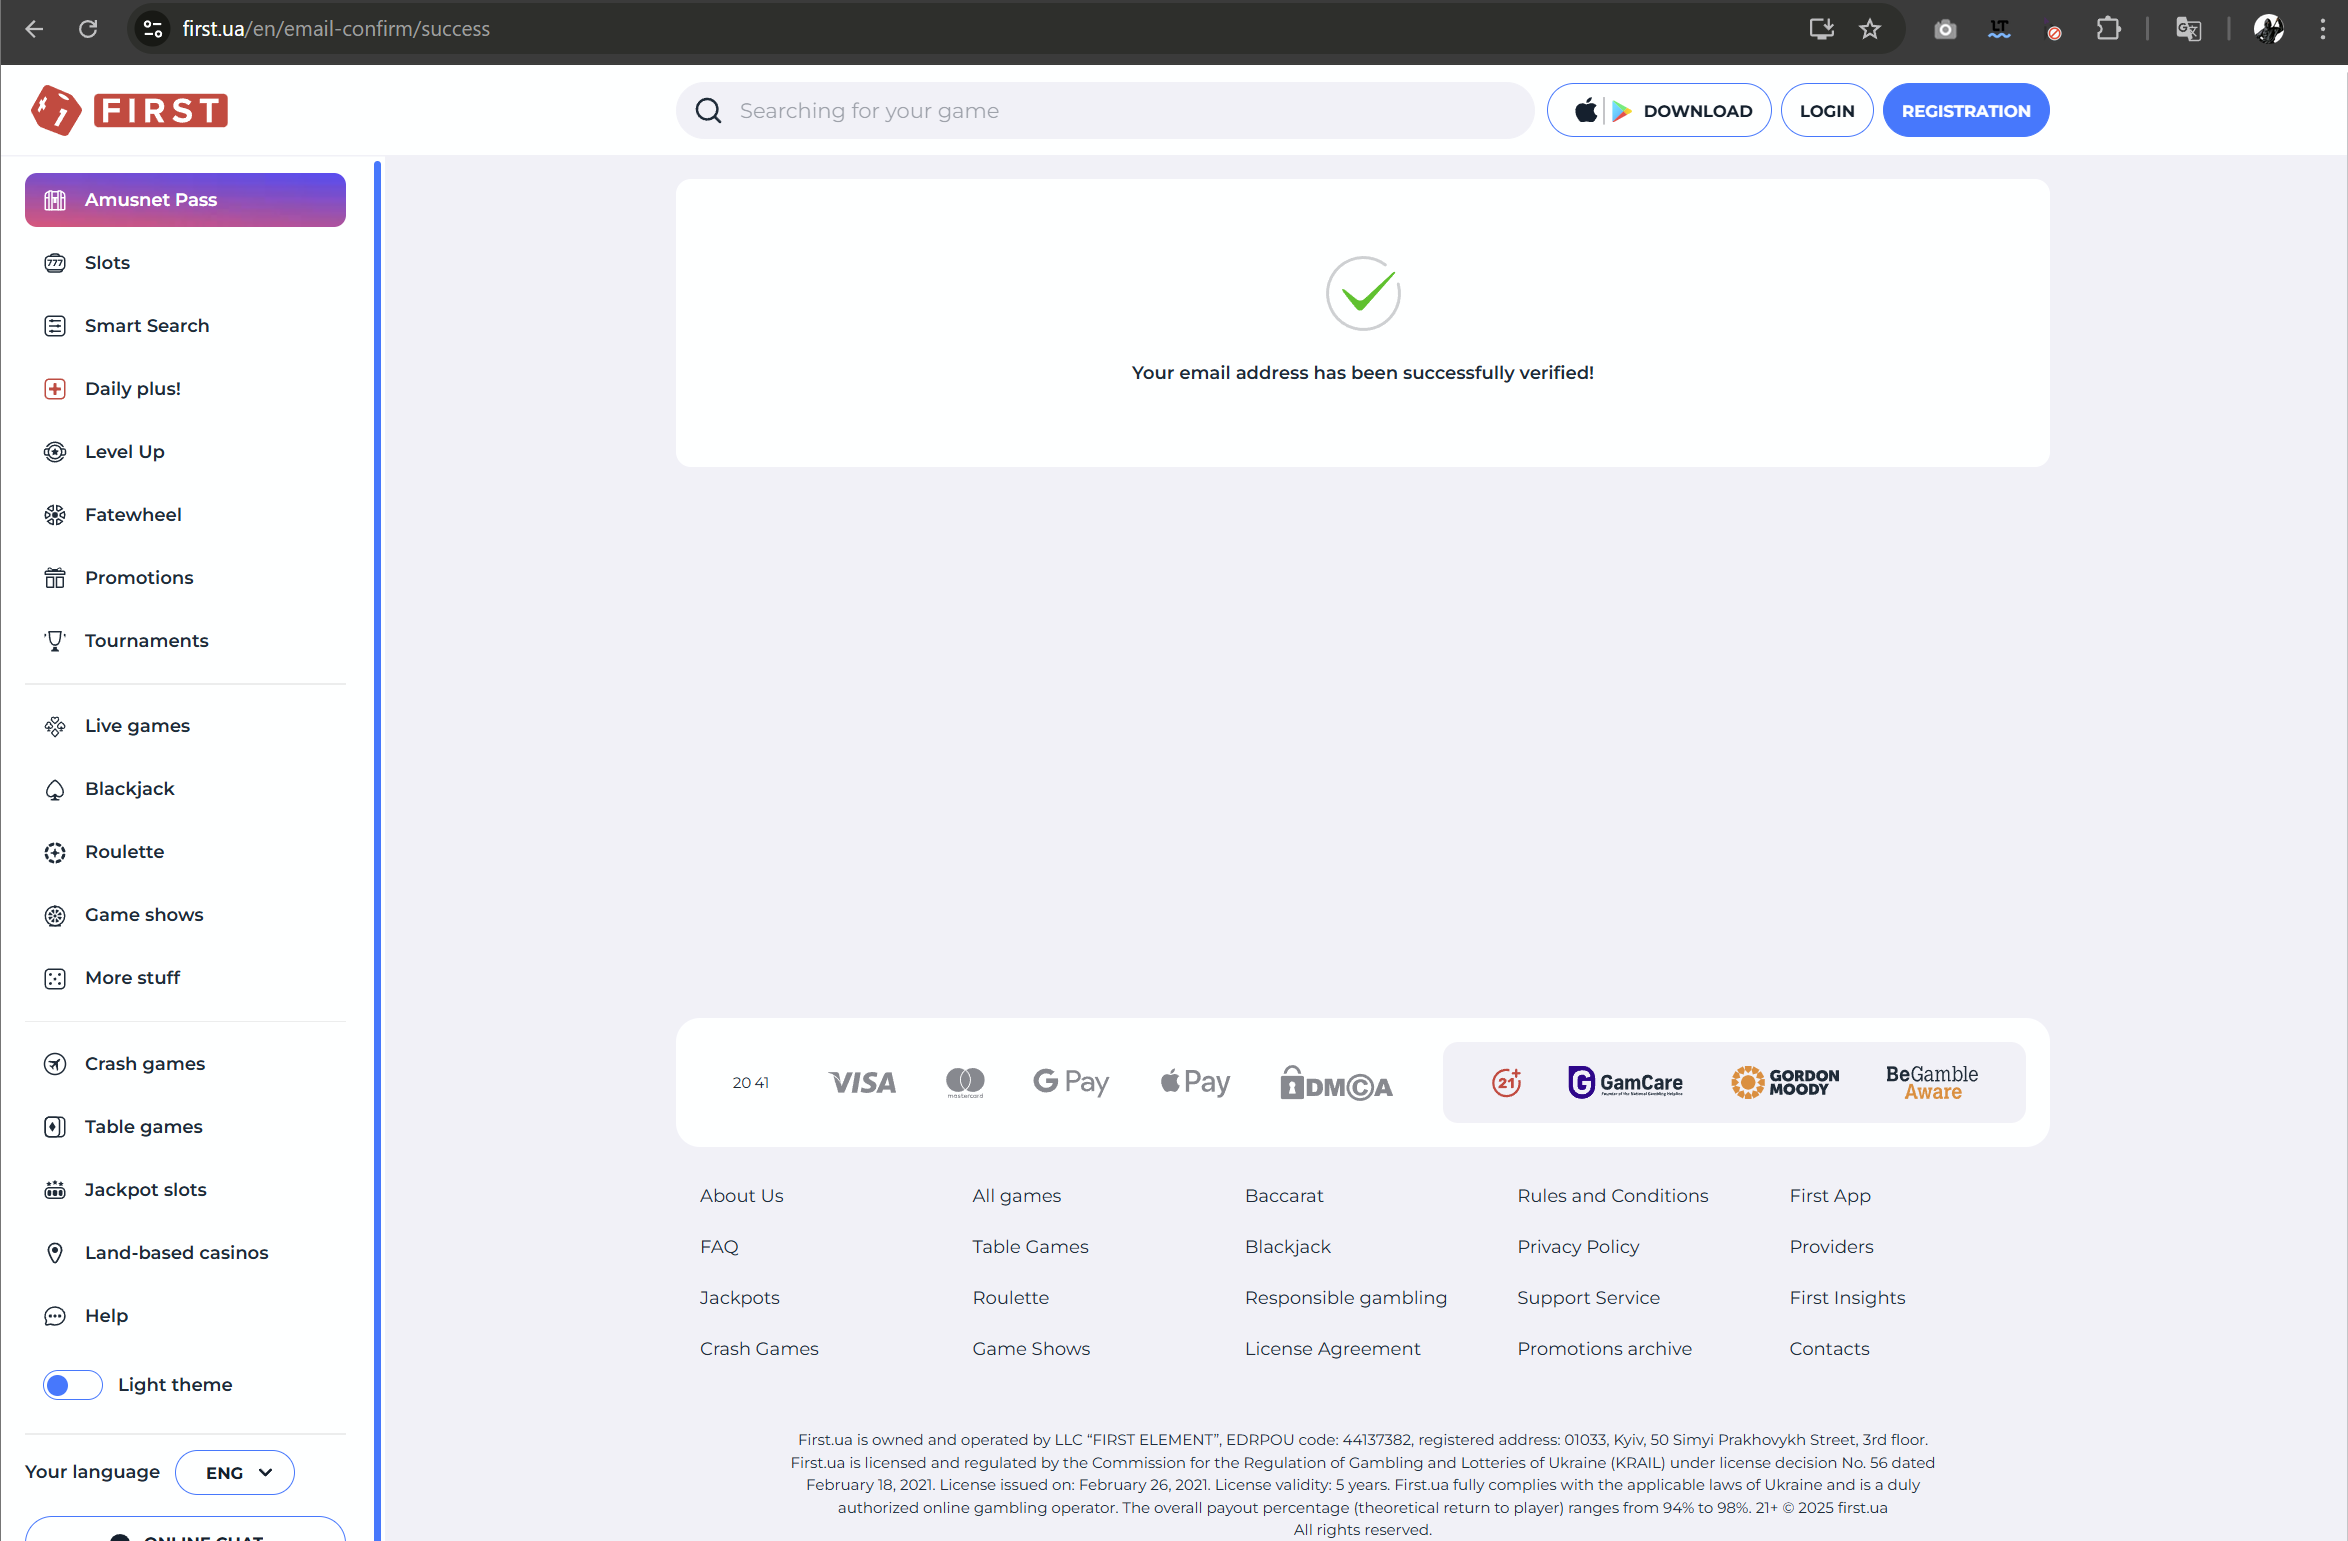 first.ua/en/email-confirm/success
FIRST
Searching for your game
DOWNLOAD
LOGIN
REGISTRATION
Amusnet Pass
Slots
Smart Search
Daily plus!
Level Up
Fatewheel
Promotions
Tournaments
Live games
Blackjack
Roulette
Game shows
More stuff
Crash games
Table games
Jackpot slots
Land-based casinos
Help
Light theme
Your language ENG
ONLINE CHAT
Your email address has been successfully verified!
20 41
VISA
mastercard
G Pay
Pay
DMCA
21+
GamCare
GORDON
MOODY
BeGamble
Aware
About Us
All games
Baccarat
Rules and Conditions
First App
FAQ
Table Games
Blackjack
Privacy Policy
Providers
Jackpots
Roulette
Responsible gambling
Support Service
First Insights
Crash Games
Game Shows
License Agreement
Promotions archive
Contacts
First.ua is owned and operated by LLC “FIRST ELEMENT”, EDRPOU code: 44137382, registered address: 01033, Kyiv, 50 Simyi Prakhovykh Street, 3rd floor.
First.ua is licensed and regulated by the Commission for the Regulation of Gambling and Lotteries of Ukraine (KRAIL) under license decision No. 56 dated
February 18, 2021. License issued on: February 26, 2021. License validity: 5 years. First.ua fully complies with the applicable laws of Ukraine and is a duly
authorized online gambling operator. The overall payout percentage (theoretical return to player) ranges from 94% to 98%. 21+ © 2025 first.ua
All rights reserved.